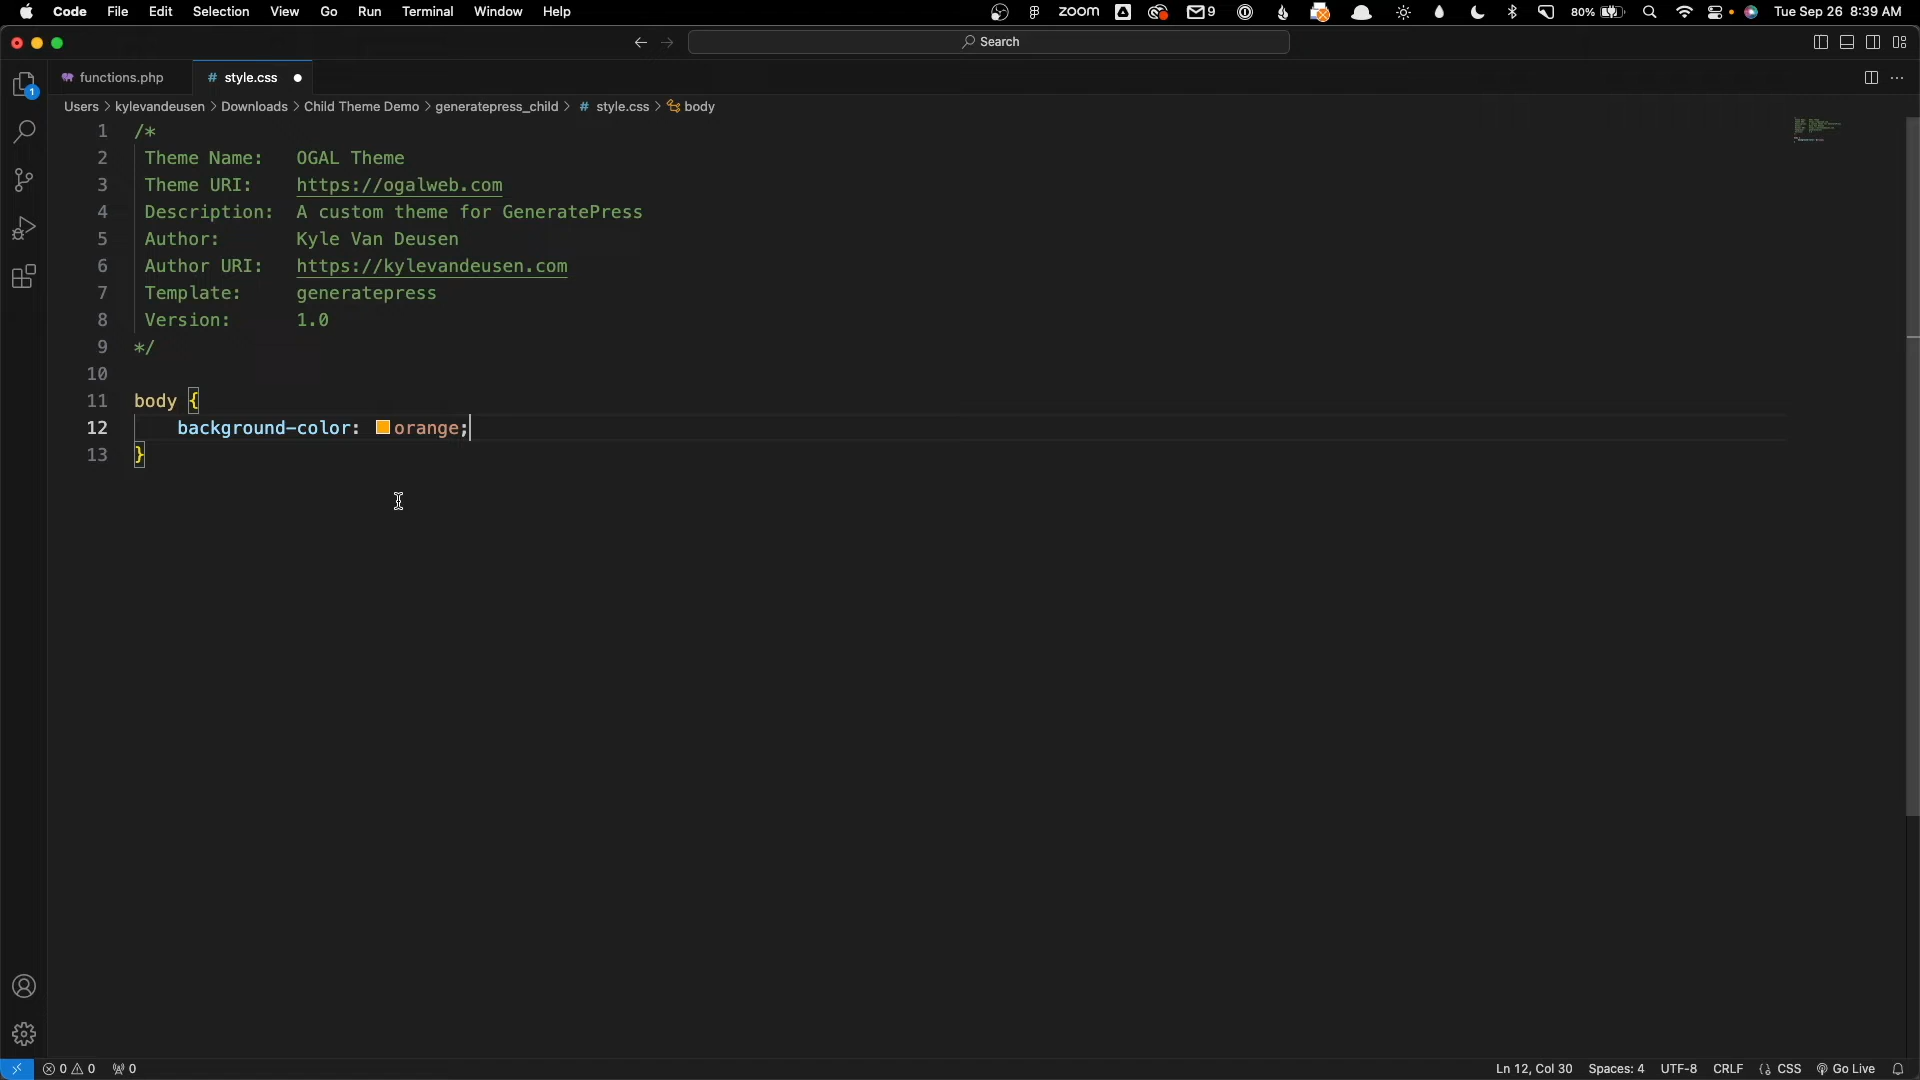 Code File Edit Selection View Go Run Terminal Window Help zoom 9 80% Tue Sep 26 8:39 AM
Search
functions.php # style.css
Users > kylevandeusen > Downloads > Child Theme Demo > generatepress_child > # style.css > body
1 /*
2 Theme Name: OGAL Theme
3 Theme URI: https://ogalweb.com
4 Description: A custom theme for GeneratePress
5 Author: Kyle Van Deusen
6 Author URI: https://kylevandeusen.com
7 Template: generatepress
8 Version: 1.0
9 */
10
11 body {
12 background-color: orange;
13 }
1
0 0 0 Ln 12, Col 30 Spaces: 4 UTF-8 CRLF {} CSS Go Live